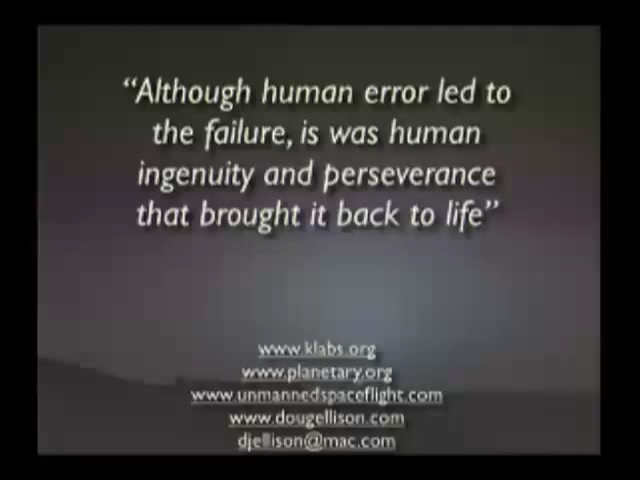 “Although human error led to
the failure, is was human
ingenuity and perseverance
that brought it back to life”
www.klabs.org
www.planetary.org
www.unmannedspaceflight.com
www.dougellison.com
djellison@mac.com